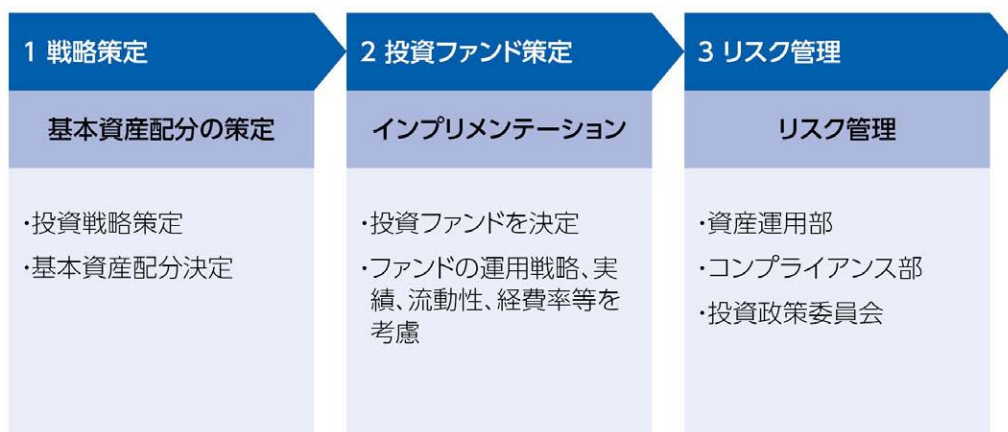 1 戦略策定
基本資産配分の策定
・投資戦略策定
・基本資産配分決定
2 投資ファンド策定
インプリメンテーション
・投資ファンドを決定
・ファンドの運用戦略、実
績、流動性、経費率等を
考慮
3 リスク管理
リスク管理
・資産運用部
・コンプライアンス部
・投資政策委員会